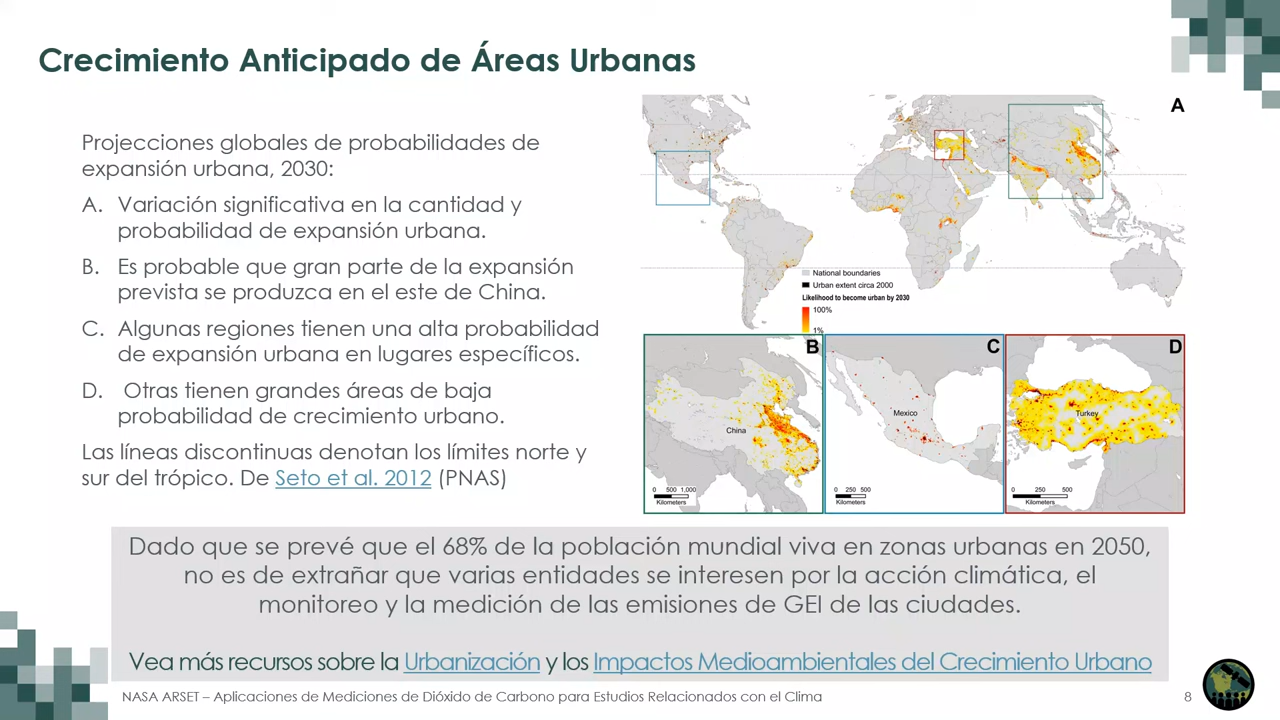 Crecimiento Anticipado de Áreas Urbanas
Proyecciones globales de probabilidades de
expansión urbana, 2030:
A. Variación significativa en la cantidad y
probabilidad de expansión urbana.
B. Es probable que gran parte de la expansión
prevista se produzca en el este de China.
C. Algunas regiones tienen una alta probabilidad
de expansión urbana en lugares específicos.
D. Otras tienen grandes áreas de baja
probabilidad de crecimiento urbano.
Las líneas discontinuas denotan los límites norte y
sur del trópico. De Seto et al. 2012 (PNAS)
A
National boundaries
Urban extent circa 2000
Likelihood to become urban by 2030
100%
1%
B
China
0 500 1,000
Kilometers
C
Mexico
0 250 500
Kilometers
D
Turkey
0 250 500
Kilometers
Dado que se prevé que el 68% de la población mundial viva en zonas urbanas en 2050,
no es de extrañar que varias entidades se interesen por la acción climática, el
monitoreo y la medición de las emisiones de GEI de las ciudades.
Vea más recursos sobre la Urbanización y los Impactos Medioambientales del Crecimiento Urbano
NASA ARSET – Aplicaciones de Mediciones de Dióxido de Carbono para Estudios Relacionados con el Clima
8